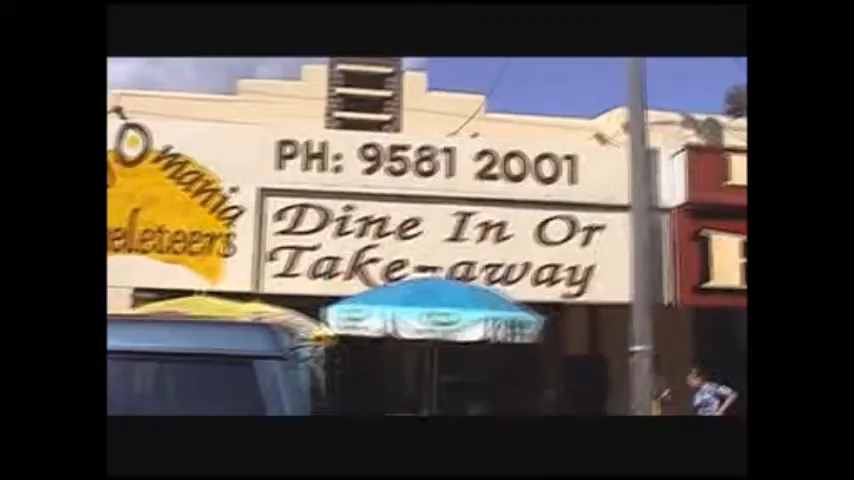 Omania
eleteers
PH: 9581 2001
Dine In Or
Take-away